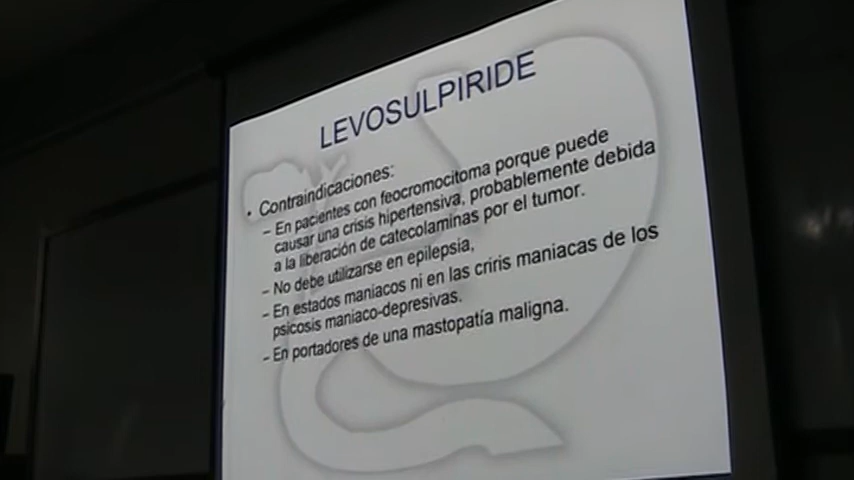 LEVOSULPIRIDE
• Contraindicaciones:
– En pacientes con feocromocitoma porque puede
causar una crisis hipertensiva, probablemente debida
a la liberación de catecolaminas por el tumor.
– No debe utilizarse en epilepsia,
– En estados maniacos ni en las criris maniacas de los
psicosis maniaco-depresivas.
– En portadores de una mastopatía maligna.